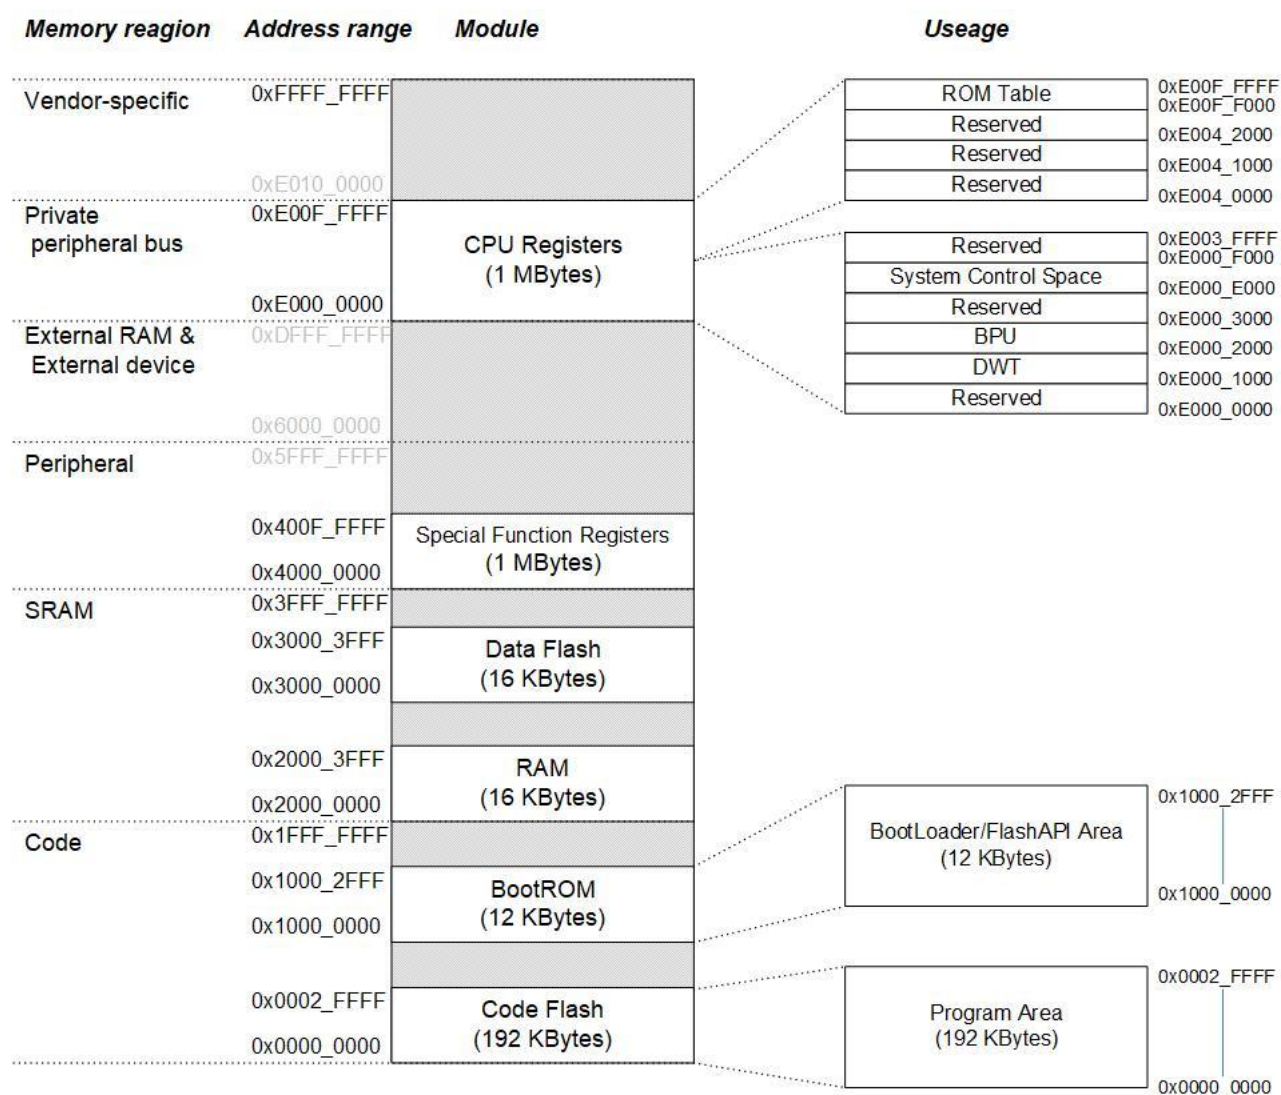 Memory reagion Address range Module Useage
Vendor-specific 0xFFFF_FFFF
0xE010_0000
Private
peripheral bus
0xE00F_FFFF
CPU Registers
(1 MBytes)
0xE000_0000
External RAM &
External device
0xDFFF_FFFF
0x6000_0000
Peripheral
0x5FFF_FFFF
0x400F_FFFF
Special Function Registers
(1 MBytes)
0x4000_0000
SRAM
0x3FFF_FFFF
0x3000_3FFF
Data Flash
(16 KBytes)
0x3000_0000
0x2000_3FFF
RAM
(16 KBytes)
0x2000_0000
Code
0x1FFF_FFFF
0x1000_2FFF
BootROM
(12 KBytes)
0x1000_0000
0x0002_FFFF
Code Flash
(192 KBytes)
0x0000_0000
ROM Table
0xE00F_FFFF
0xE00F_F000
Reserved
0xE004_2000
Reserved
0xE004_1000
Reserved
0xE004_0000
Reserved
0xE003_FFFF
0xE000_F000
System Control Space
0xE000_E000
Reserved
0xE000_3000
BPU
0xE000_2000
DWT
0xE000_1000
Reserved
0xE000_0000
0x1000_2FFF
BootLoader/FlashAPI Area
(12 KBytes)
0x1000_0000
0x0002_FFFF
Program Area
(192 KBytes)
0x0000_0000